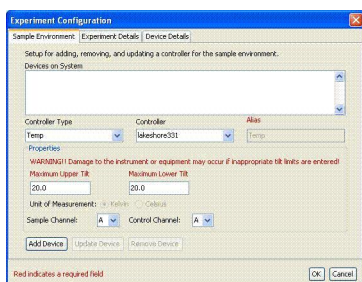 Experiment Configuration
Sample Environment Experiment Details Device Details
Setup for adding, removing, and updating a controller for the sample environment.
Devices on System
Controller Type Controller Alias
Temp lakeshore331 Temp
Properties
WARNING!! Damage to the instrument or equipment may occur if inappropriate tilt limits are entered!
Maximum Upper Tilt Maximum Lower Tilt
20.0 20.0
Unit of Measurement: Kelvin Celsius
Sample Channel: A Control Channel: A
Add Device Update Device Remove Device
Red indicates a required field OK Cancel